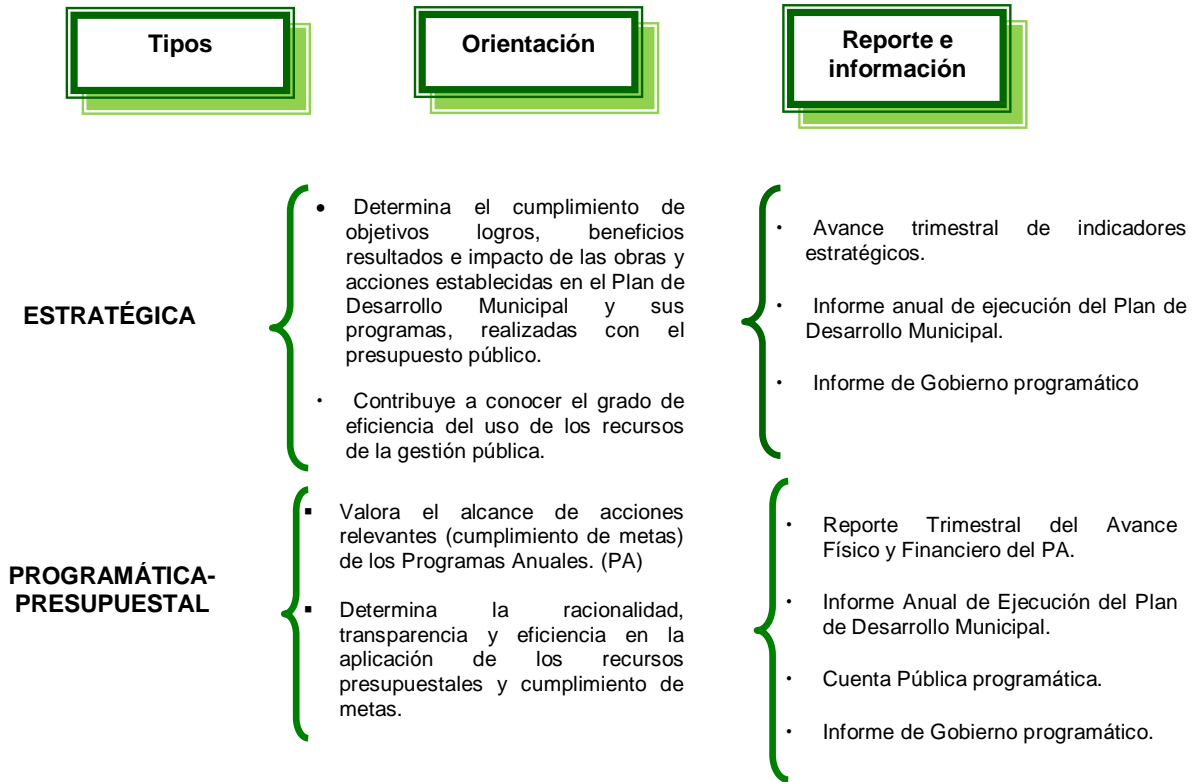 Tipos
Orientación
Reporte e
información
ESTRATÉGICA
• Determina el cumplimiento de
objetivos logros, beneficios
resultados e impacto de las obras y
acciones establecidas en el Plan de
Desarrollo Municipal y sus
programas, realizadas con el
presupuesto público.
• Contribuye a conocer el grado de
eficiencia del uso de los recursos
de la gestión pública.
• Avance trimestral de indicadores
estratégicos.
• Informe anual de ejecución del Plan de
Desarrollo Municipal.
• Informe de Gobierno programático
PROGRAMÁTICA-
PRESUPUESTAL
▪ Valora el alcance de acciones
relevantes (cumplimiento de metas)
de los Programas Anuales. (PA)
▪ Determina la racionalidad,
transparencia y eficiencia en la
aplicación de los recursos
presupuestales y cumplimiento de
metas.
• Reporte Trimestral del Avance
Físico y Financiero del PA.
• Informe Anual de Ejecución del Plan
de Desarrollo Municipal.
• Cuenta Pública programática.
• Informe de Gobierno programático.